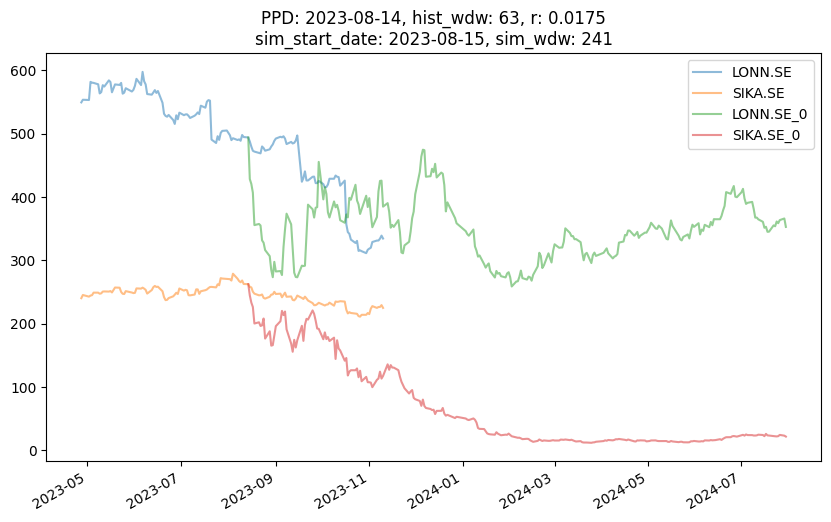 PPD: 2023-08-14, hist_wdw: 63, r: 0.0175
sim_start_date: 2023-08-15, sim_wdw: 241
LONN.SE
SIKA.SE
LONN.SE_0
SIKA.SE_0
600
500
400
300
200
100
0
2023-05
2023-07
2023-09
2023-11
2024-01
2024-03
2024-05
2024-07